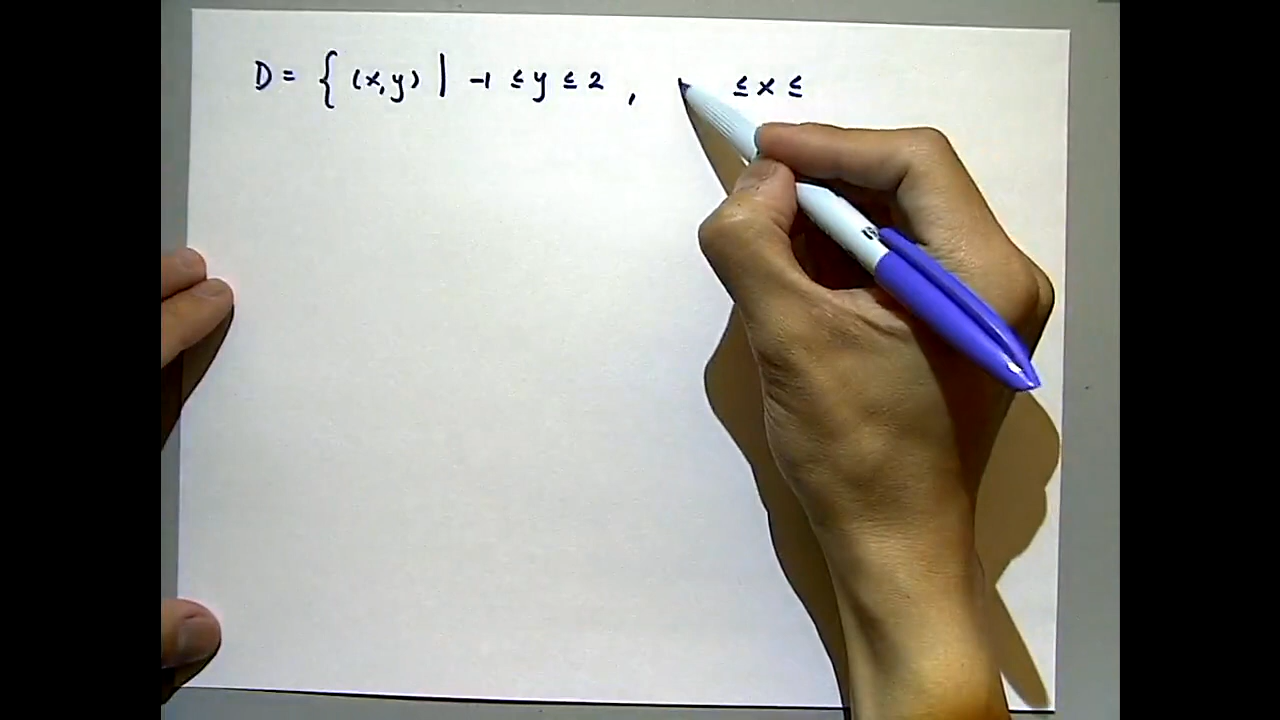 D = { (x,y) | -1 ≤ y ≤ 2 , ≤ x ≤